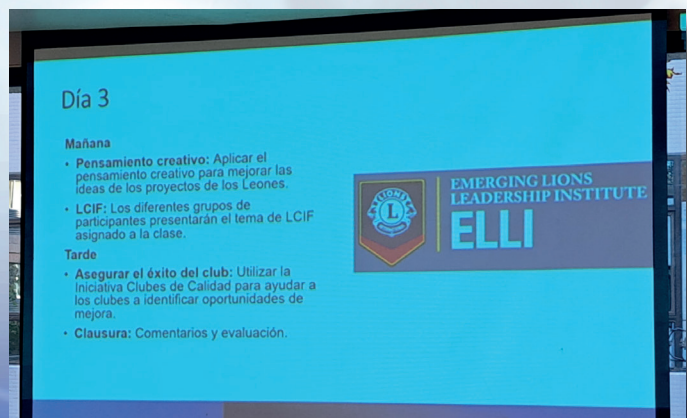 Día 3
Mañana
• Pensamiento creativo: Aplicar el
pensamiento creativo para mejorar las
ideas de los proyectos de los Leones.
• LCIF: Los diferentes grupos de
participantes presentarán el tema de LCIF
asignado a la clase.
Tarde
• Asegurar el éxito del club: Utilizar la
Iniciativa Clubes de Calidad para ayudar a
los clubes a identificar oportunidades de
mejora.
• Clausura: Comentarios y evaluación.
LIONS
L
INTERNATIONAL
EMERGING LIONS
LEADERSHIP INSTITUTE
ELLI